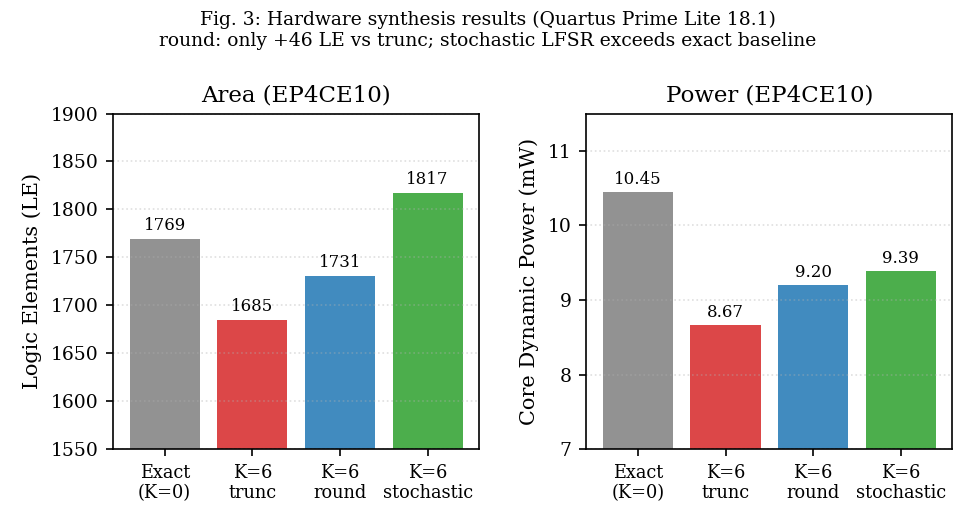 Fig. 3: Hardware synthesis results (Quartus Prime Lite 18.1)
round: only +46 LE vs trunc; stochastic LFSR exceeds exact baseline
Area (EP4CE10)
Logic Elements (LE)
1900
1850
1800
1750
1700
1650
1600
1550
1769
1685
1731
1817
Exact
(K=0)
K=6
trunc
K=6
round
K=6
stochastic
Power (EP4CE10)
Core Dynamic Power (mW)
11
10
9
8
7
10.45
8.67
9.20
9.39
Exact
(K=0)
K=6
trunc
K=6
round
K=6
stochastic